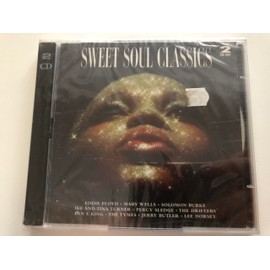 2 CD
SWEET SOUL CLASSICS
2
EDDIE FLOYD • MARY WELLS • SOLOMON BURKE
IKE AND TINA TURNER • PERCY SLEDGE • THE DRIFTERS
BEN E KING • THE TYMES • JERRY BUTLER • LEE DORSEY